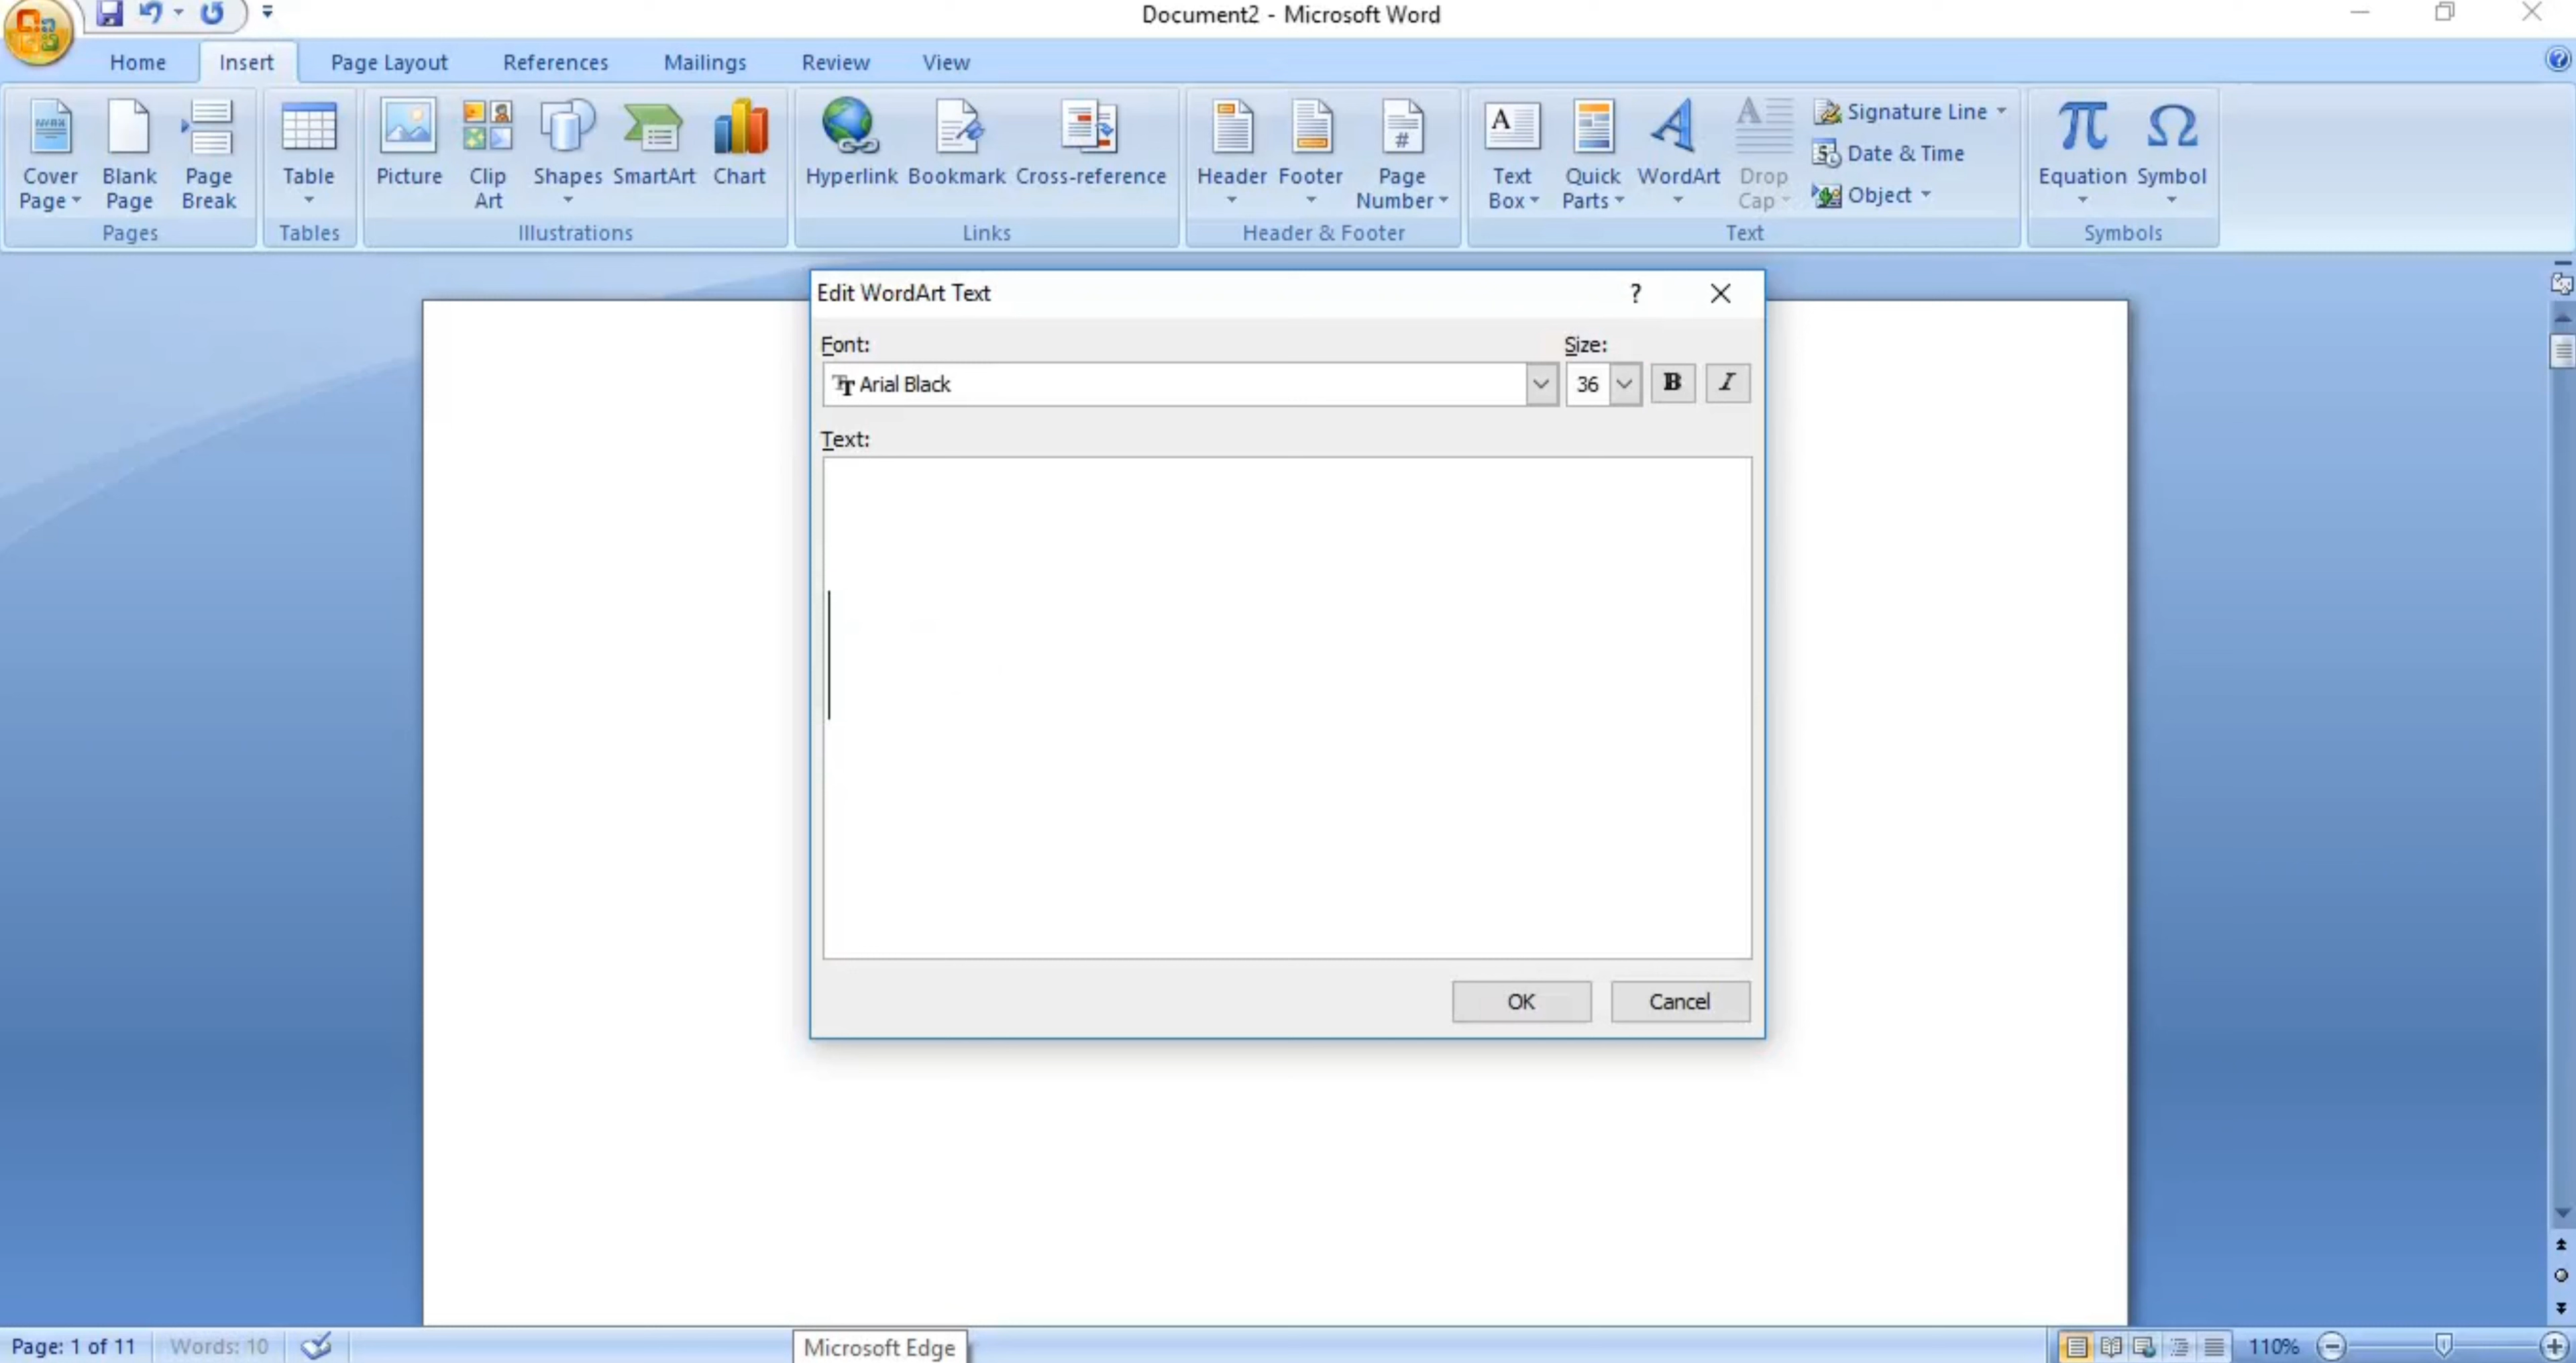 Document2 - Microsoft Word
Home Insert Page Layout References Mailings Review View
Cover Page
Blank Page
Page Break
Pages
Table
Tables
Picture
Clip Art
Shapes
SmartArt
Chart
Illustrations
Hyperlink
Bookmark
Cross-reference
Links
Header
Footer
Page Number
Header & Footer
A
Text Box
Quick Parts
WordArt
Drop Cap
Signature Line
Date & Time
Object
Text
π
Equation
Ω
Symbol
Symbols
Edit WordArt Text ?
Font: Size:
Arial Black 36 B I
Text:
OK Cancel
Page: 1 of 11 Words: 10 Microsoft Edge 110%